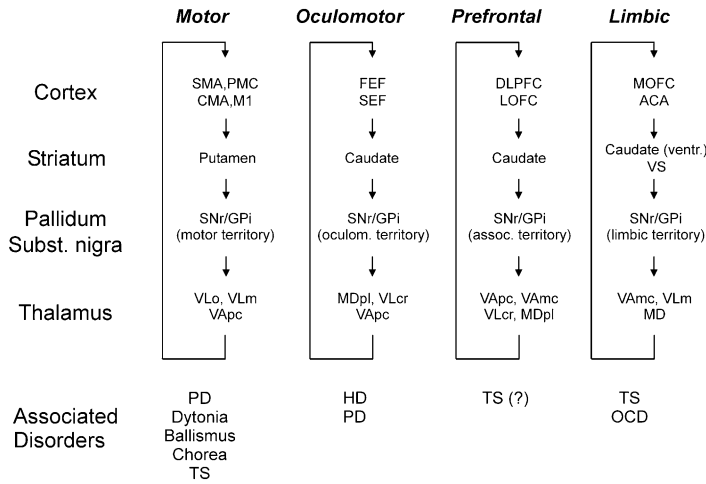 Motor Oculomotor Prefrontal Limbic
Cortex
SMA,PMC
CMA,M1
FEF
SEF
DLPFC
LOFC
MOFC
ACA
Striatum
Putamen
Caudate
Caudate
Caudate (ventr.)
VS
Pallidum
Subst. nigra
SNr/GPi
(motor territory)
SNr/GPi
(oculom. territory)
SNr/GPi
(assoc. territory)
SNr/GPi
(limbic territory)
Thalamus
VLo, VLm
VApc
MDpl, VLcr
VApc
VApc, VAmc
VLcr, MDpl
VAmc, VLm
MD
Associated
Disorders
PD
Dytonia
Ballismus
Chorea
TS
HD
PD
TS (?)
TS
OCD